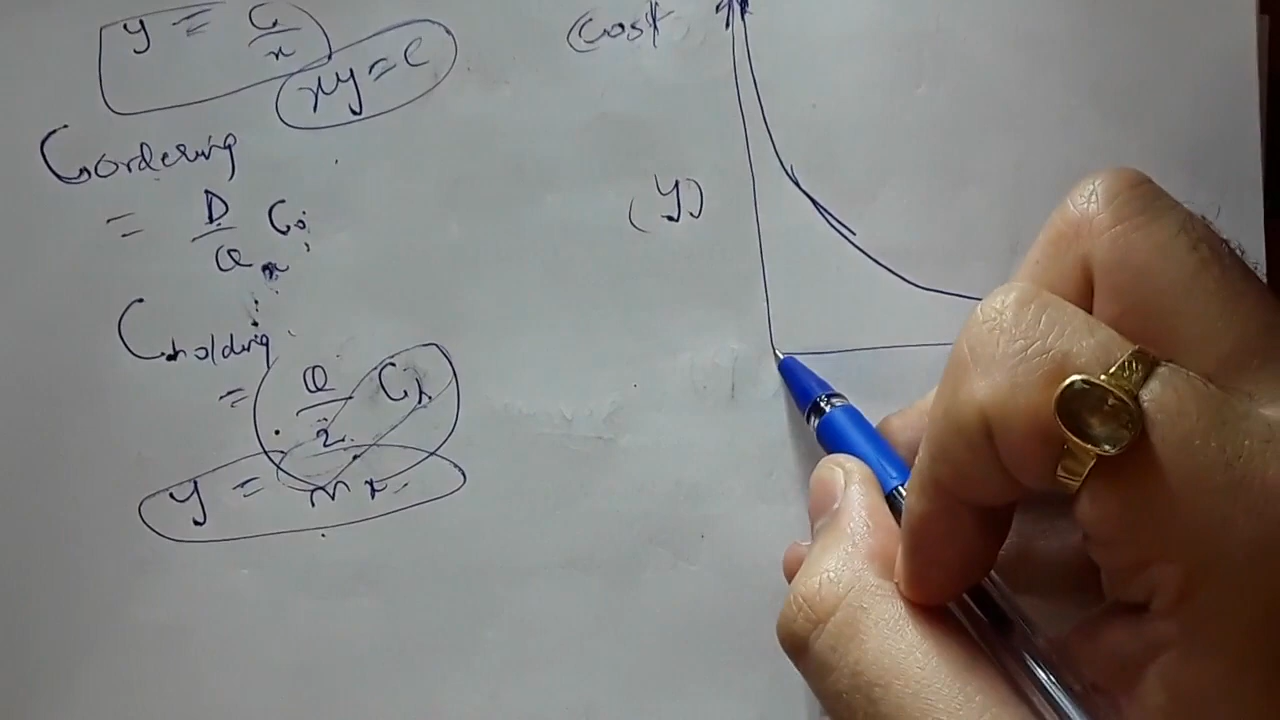 y = C/x
xy = C
Cordering
= D/Q Co
Cholding
= Q/2 Ch
y = mx
Cost
(y)